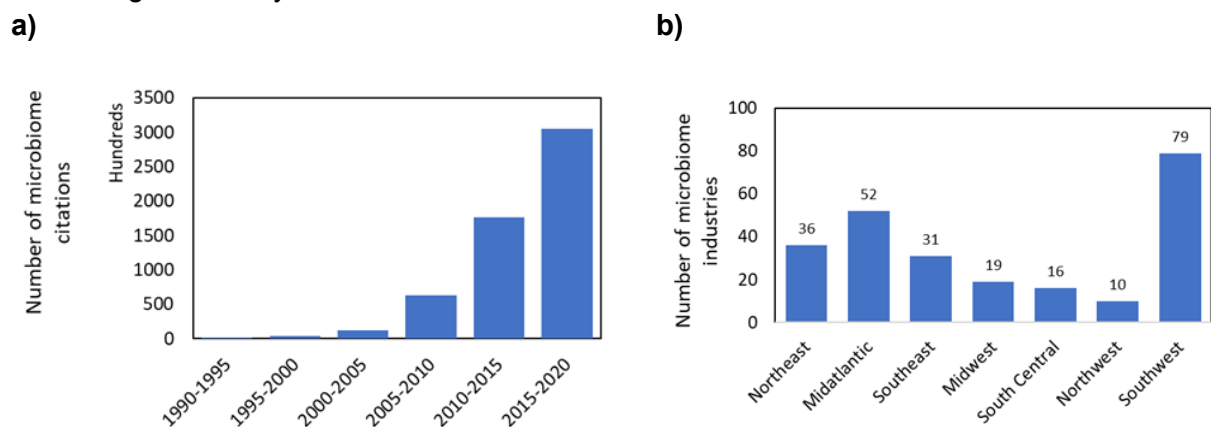 a)
Number of microbiome
citations
Hundreds
3500
3000
2500
2000
1500
1000
500
0
1990-1995
1995-2000
2000-2005
2005-2010
2010-2015
2015-2020
b)
Number of microbiome
industries
100
80
60
40
20
0
36
52
31
19
16
10
79
Northeast
Midatlantic
Southeast
Midwest
South Central
Northwest
Southwest